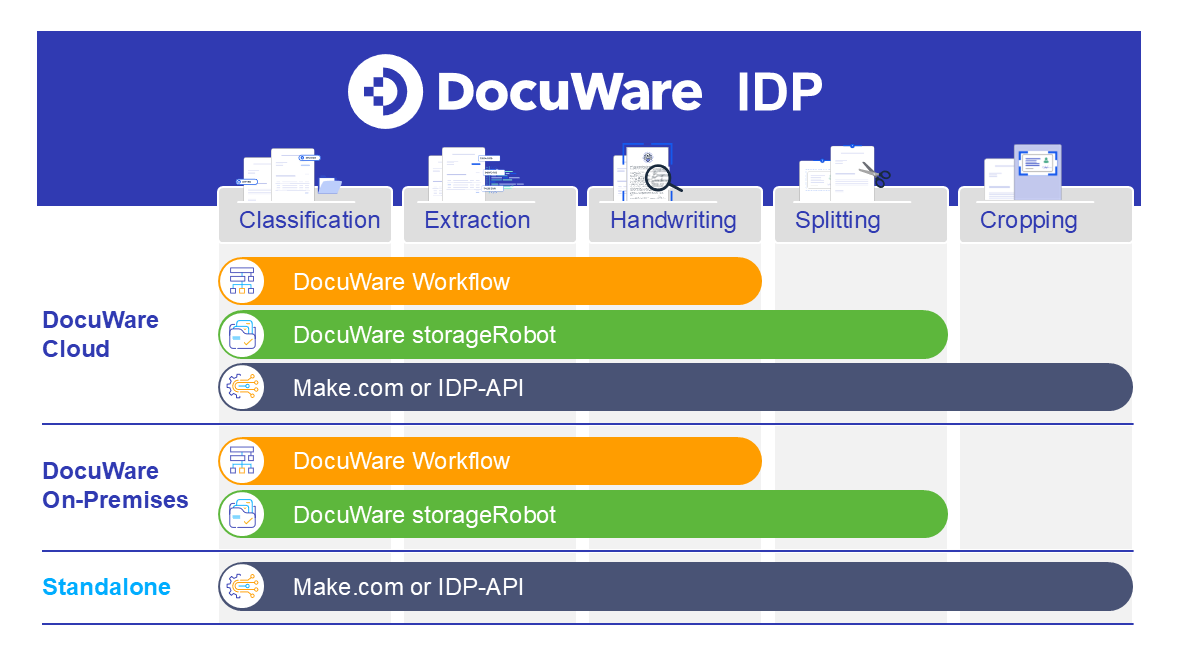 DocuWare IDP
Classification
Extraction
Handwriting
Splitting
Cropping
DocuWare
Cloud
DocuWare Workflow
DocuWare storageRobot
Make.com or IDP-API
DocuWare
On-Premises
DocuWare Workflow
DocuWare storageRobot
Standalone
Make.com or IDP-API